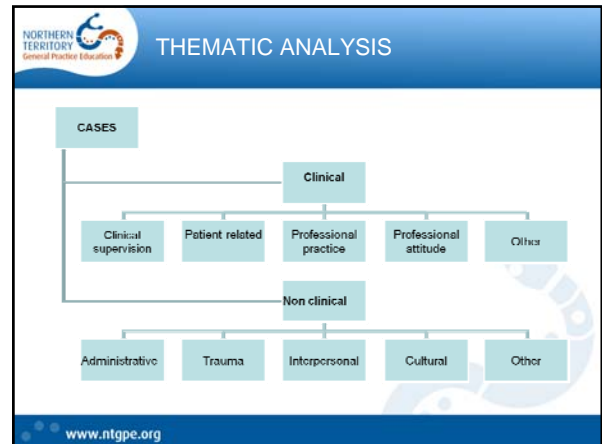 NORTHERN
TERRITORY
General Practice Education
THEMATIC ANALYSIS
CASES
Clinical
Clinical
supervision
Patient related
Professional
practice
Professional
attitude
Other
Non clinical
Administrative
Trauma
Interpersonal
Cultural
Other
www.ntgpe.org